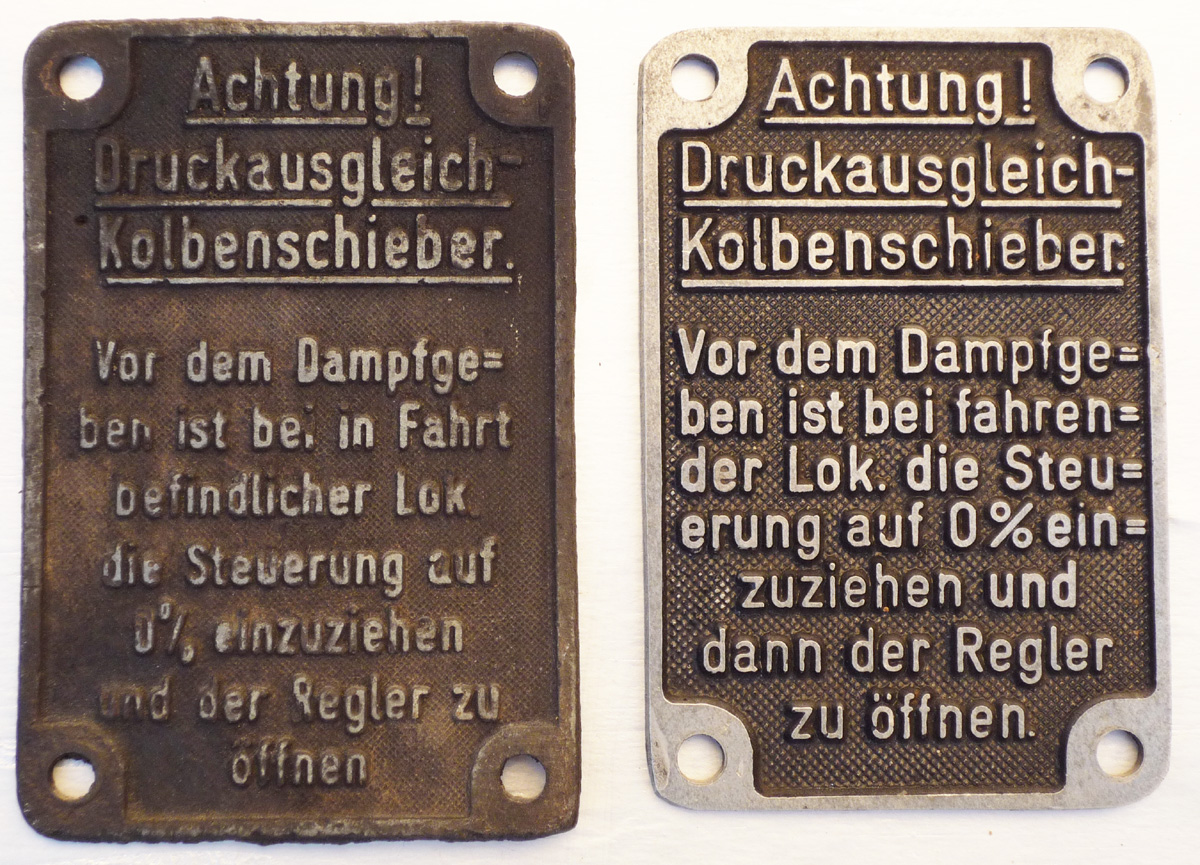 Achtung!
Druckausgleich-
Kolbenschieber.
Vor dem Dampfge=
ben ist bei in Fahrt
befindlicher Lok.
die Steuerung auf
0% einzuziehen
und der Regler zu
öffnen
Achtung!
Druckausgleich-
Kolbenschieber.
Vor dem Dampfge=
ben ist bei fahren=
der Lok. die Steu=
erung auf 0% ein=
zuziehen und
dann der Regler
zu öffnen.